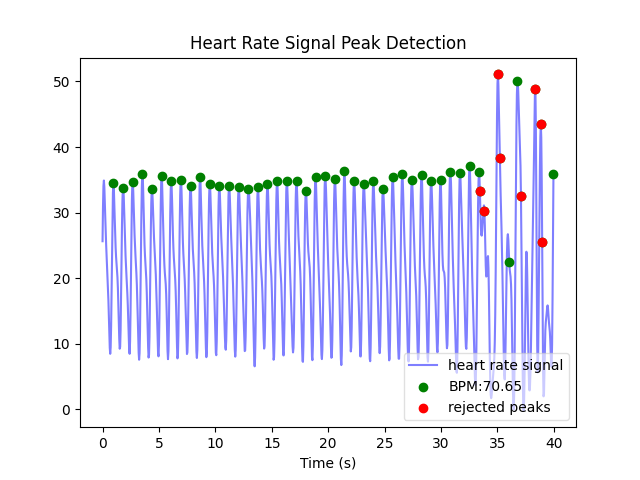 Heart Rate Signal Peak Detection
50
40
30
20
10
0
heart rate signal
BPM:70.65
rejected peaks
0 5 10 15 20 25 30 35 40
Time (s)